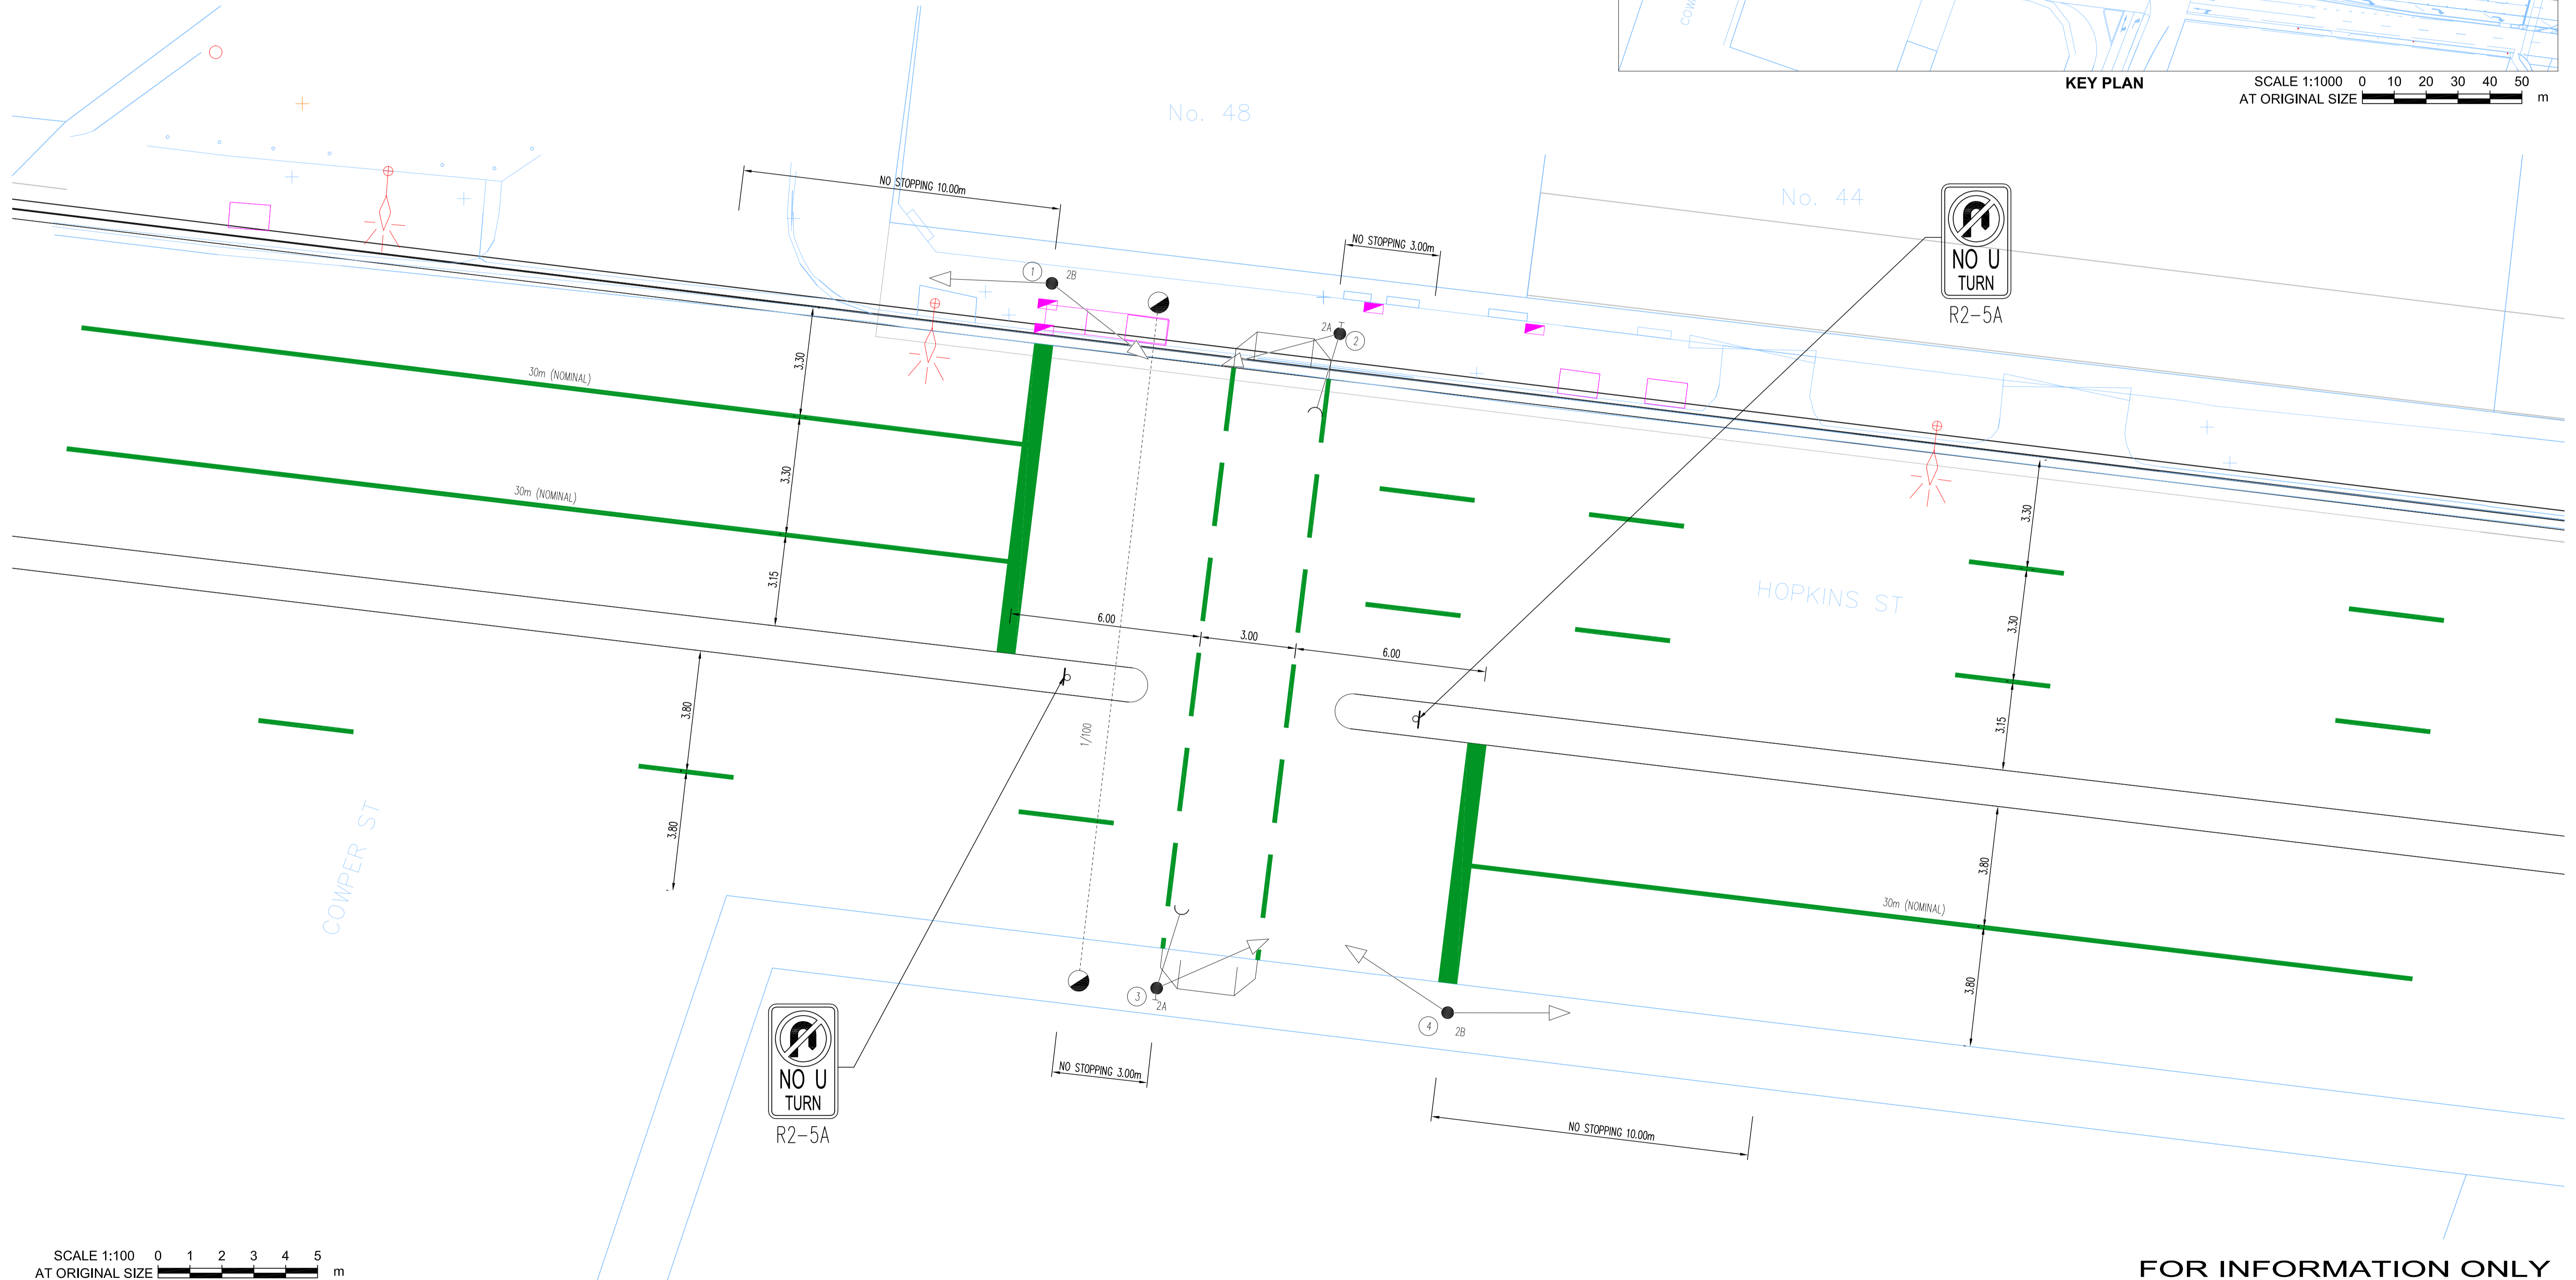 COW
KEY PLAN
SCALE 1:1000 0 10 20 30 40 50
AT ORIGINAL SIZE m
No. 48
No. 44
NO STOPPING 10.00m
NO STOPPING 3.00m
NO U
TURN
R2-5A
1 2B
2A
2
30m (NOMINAL)
3.30
30m (NOMINAL)
3.30
3.15
HOPKINS ST
3.30
3.30
3.15
6.00
3.00
6.00
1/100
3.80
3.80
COWPER ST
30m (NOMINAL)
3.80
3.80
3
2A
4 2B
NO U
TURN
R2-5A
NO STOPPING 3.00m
NO STOPPING 10.00m
SCALE 1:100 0 1 2 3 4 5
AT ORIGINAL SIZE m
FOR INFORMATION ONLY